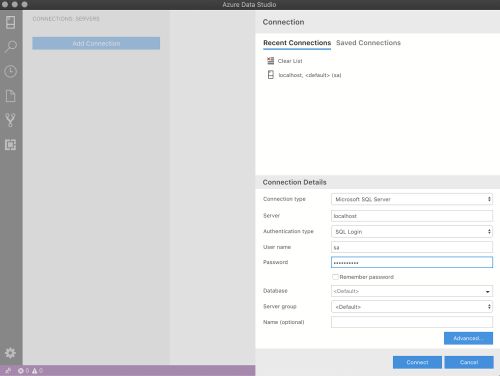 Azure Data Studio
CONNECTIONS: SERVERS
Add Connection
Connection
Recent Connections Saved Connections
Clear List
localhost, <default> (sa)
Connection Details
Connection type Microsoft SQL Server
Server localhost
Authentication type SQL Login
User name sa
Password ••••••••••
Remember password
Database <Default>
Server group <Default>
Name (optional)
Advanced...
Connect Cancel
0 0